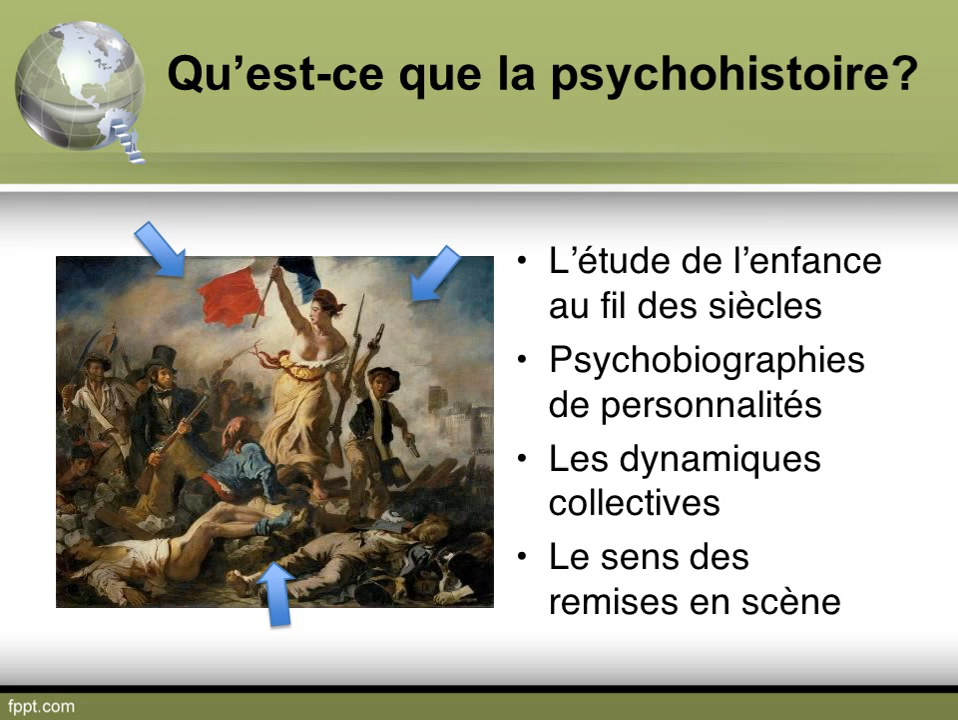 Qu’est-ce que la psychohistoire?
• L’étude de l’enfance
au fil des siècles
• Psychobiographies
de personnalités
• Les dynamiques
collectives
• Le sens des
remises en scène
fppt.com